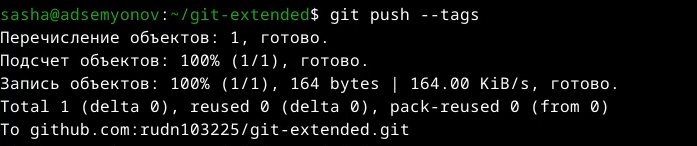 sasha@adsemyonov:~/git-extended$ git push --tags
Перечисление объектов: 1, готово.
Подсчет объектов: 100% (1/1), готово.
Запись объектов: 100% (1/1), 164 bytes | 164.00 KiB/s, готово.
Total 1 (delta 0), reused 0 (delta 0), pack-reused 0 (from 0)
To github.com:rudn103225/git-extended.git